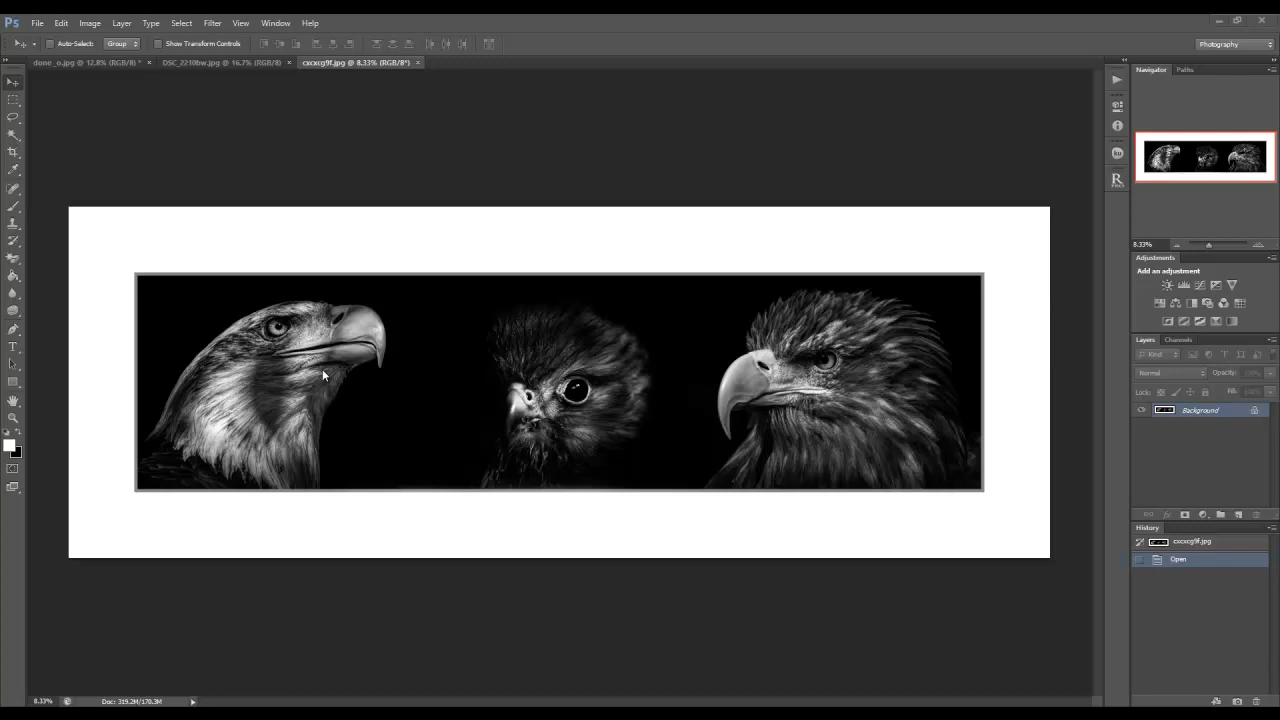 Ps File Edit Image Layer Type Select Filter View Window Help
Auto-Select: Group Show Transform Controls Photography
done_o.jpg @ 12.8% (RGB/8) * × DSC_2210bw.jpg @ 16.7% (RGB/8) × cxcxcg9f.jpg @ 8.33% (RGB/8*) ×
Navigator Paths
8.33%
Adjustments
Add an adjustment
Layers Channels
Kind
Normal Opacity:
Lock: Fill:
Background
History
cxcxcg9f.jpg
Open
8.33% Doc: 319.2M/170.3M